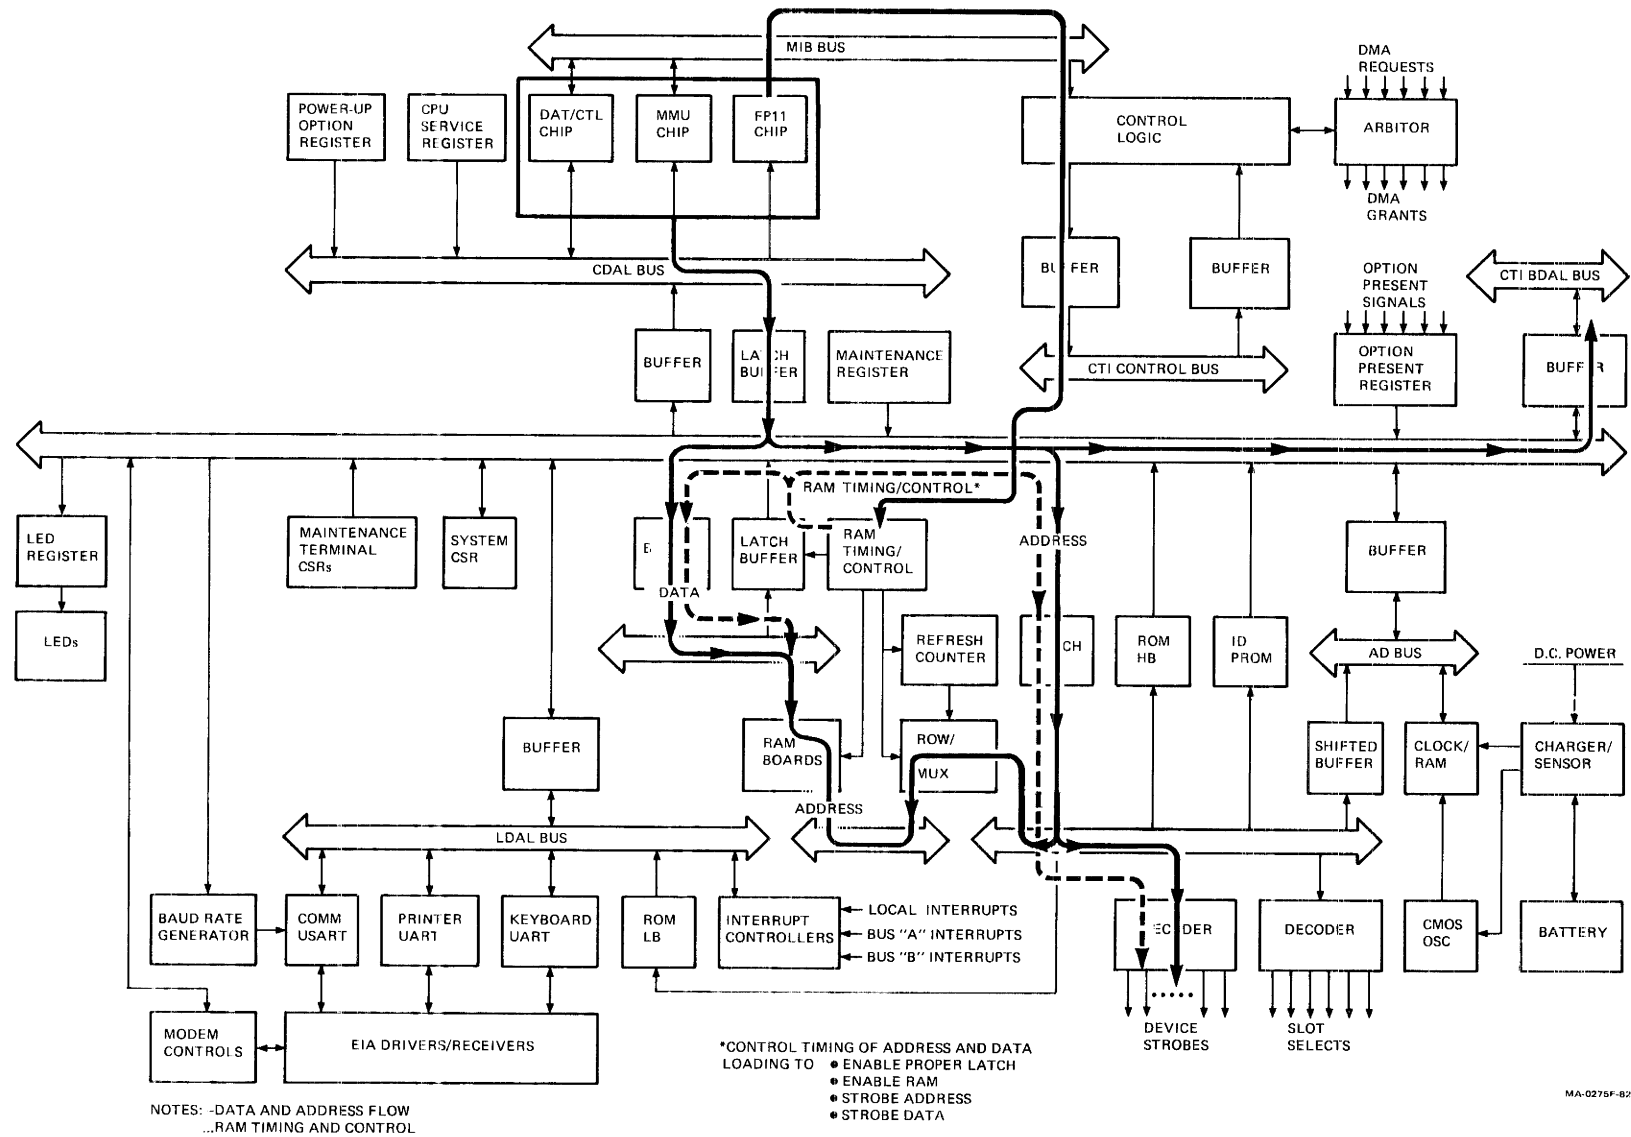 MIB BUS
DMA
REQUESTS
POWER-UP
OPTION
REGISTER
CPU
SERVICE
REGISTER
DAT/CTL
CHIP
MMU
CHIP
FP11
CHIP
CONTROL
LOGIC
ARBITOR
DMA
GRANTS
CDAL BUS
BUFFER
OPTION
PRESENT
SIGNALS
CTI BDAL BUS
BUFFER
LATCH
BUFFER
MAINTENANCE
REGISTER
CTI CONTROL BUS
OPTION
PRESENT
REGISTER
RAM TIMING/CONTROL*
LED
REGISTER
MAINTENANCE
TERMINAL
CSRs
SYSTEM
CSR
LATCH
BUFFER
RAM
TIMING/
CONTROL
ADDRESS
BUFFER
DATA
LEDs
REFRESH
COUNTER
CH
ROM
HB
ID
PROM
AD BUS
D.C. POWER
BUFFER
RAM
BOARDS
ROW/
MUX
SHIFTED
BUFFER
CLOCK/
RAM
CHARGER/
SENSOR
ADDRESS
LDAL BUS
BAUD RATE
GENERATOR
COMM
USART
PRINTER
UART
KEYBOARD
UART
ROM
LB
INTERRUPT
CONTROLLERS
LOCAL INTERRUPTS
BUS "A" INTERRUPTS
BUS "B" INTERRUPTS
DECODER
CMOS
OSC
BATTERY
MODEM
CONTROLS
EIA DRIVERS/RECEIVERS
DEVICE
STROBES
SLOT
SELECTS
*CONTROL TIMING OF ADDRESS AND DATA
LOADING TO • ENABLE PROPER LATCH
• ENABLE RAM
• STROBE ADDRESS
• STROBE DATA
MA-0275F-82
NOTES: -DATA AND ADDRESS FLOW
...RAM TIMING AND CONTROL